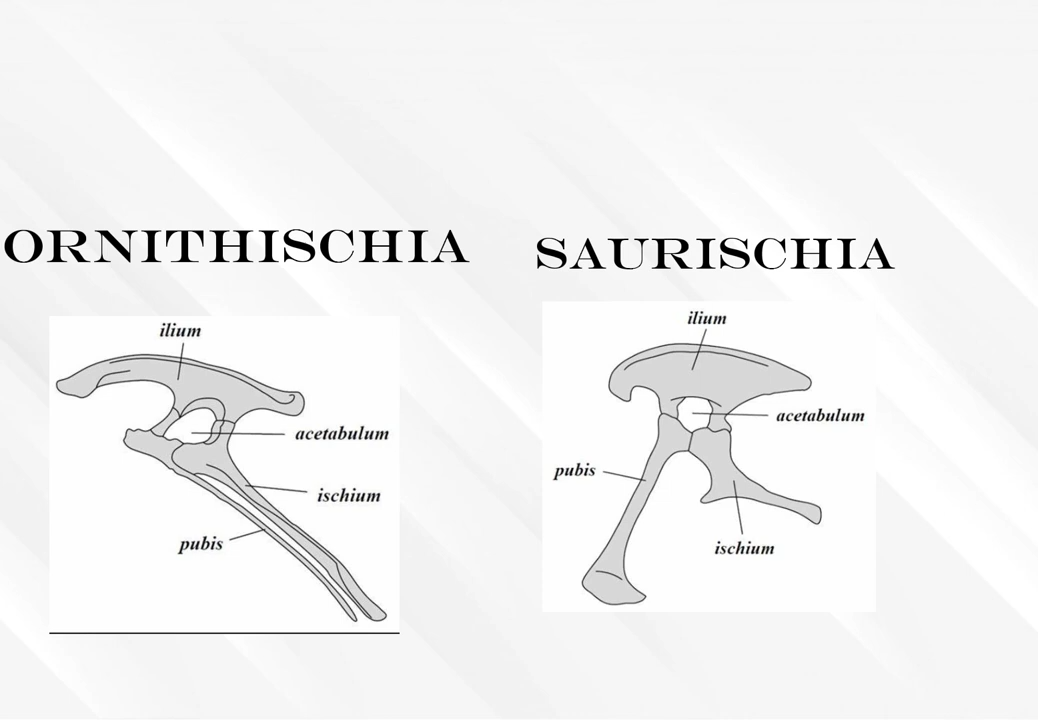 ORNITHISCHIA
SAURISCHIA
ilium
acetabulum
ischium
pubis
ilium
acetabulum
pubis
ischium